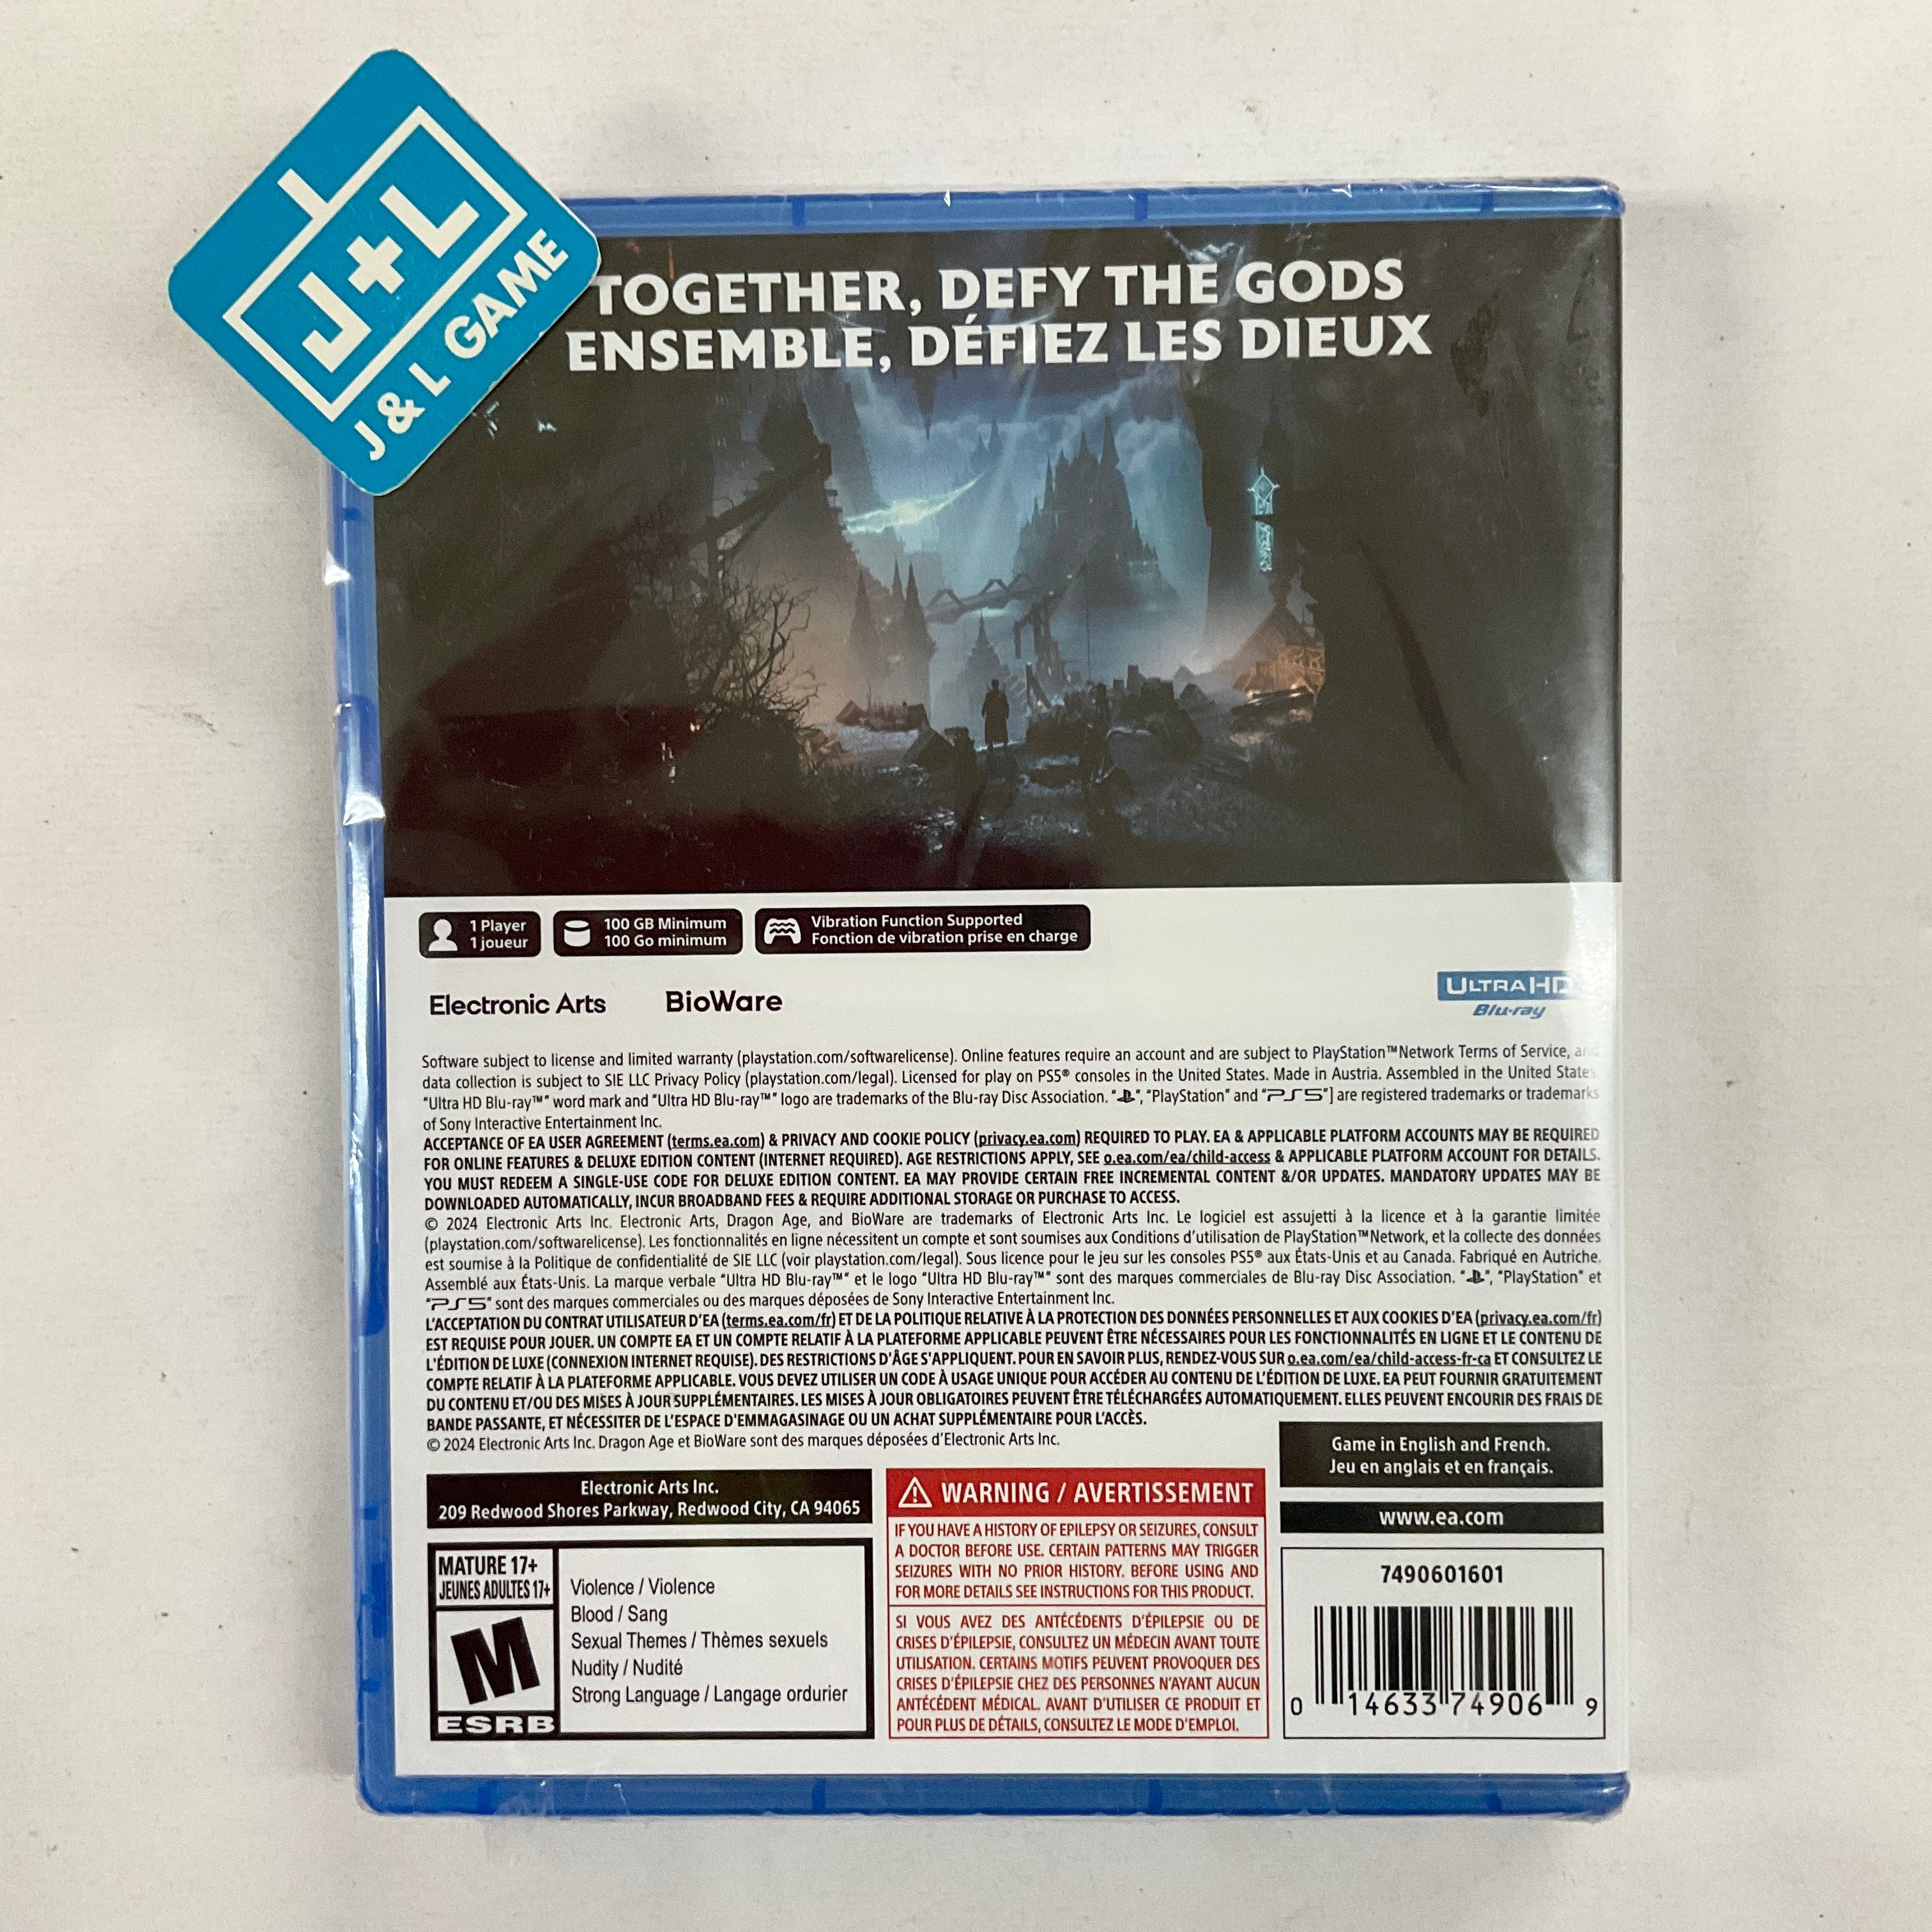 J+L
J & L GAME
TOGETHER, DEFY THE GODS
ENSEMBLE, DÉFIEZ LES DIEUX
1 Player
1 joueur
100 GB Minimum
100 Go minimum
Vibration Function Supported
Fonction de vibration prise en charge
Electronic Arts
BioWare
ULTRA HD
Blu-ray
Software subject to license and limited warranty (playstation.com/softwarelicense). Online features require an account and are subject to PlayStation™Network Terms of Service, and
data collection is subject to SIE LLC Privacy Policy (playstation.com/legal). Licensed for play on PS5® consoles in the United States. Made in Austria. Assembled in the United States.
"Ultra HD Blu-ray™" word mark and "Ultra HD Blu-ray™" logo are trademarks of the Blu-ray Disc Association. "", "PlayStation" and "PS5"] are registered trademarks or trademarks
of Sony Interactive Entertainment Inc.
ACCEPTANCE OF EA USER AGREEMENT (terms.ea.com) & PRIVACY AND COOKIE POLICY (privacy.ea.com) REQUIRED TO PLAY. EA & APPLICABLE PLATFORM ACCOUNTS MAY BE REQUIRED
FOR ONLINE FEATURES & DELUXE EDITION CONTENT (INTERNET REQUIRED). AGE RESTRICTIONS APPLY, SEE o.ea.com/ea/child-access & APPLICABLE PLATFORM ACCOUNT FOR DETAILS.
YOU MUST REDEEM A SINGLE-USE CODE FOR DELUXE EDITION CONTENT. EA MAY PROVIDE CERTAIN FREE INCREMENTAL CONTENT &/OR UPDATES. MANDATORY UPDATES MAY BE
DOWNLOADED AUTOMATICALLY, INCUR BROADBAND FEES & REQUIRE ADDITIONAL STORAGE OR PURCHASE TO ACCESS.
© 2024 Electronic Arts Inc. Electronic Arts, Dragon Age, and BioWare are trademarks of Electronic Arts Inc. Le logiciel est assujetti à la licence et à la garantie limitée
(playstation.com/softwarelicense). Les fonctionnalités en ligne nécessitent un compte et sont soumises aux Conditions d'utilisation de PlayStation™Network, et la collecte des données
est soumise à la Politique de confidentialité de SIE LLC (voir playstation.com/legal). Sous licence pour le jeu sur les consoles PS5® aux États-Unis et au Canada. Fabriqué en Autriche.
Assemblé aux États-Unis. La marque verbale "Ultra HD Blu-ray™" et le logo "Ultra HD Blu-ray™" sont des marques commerciales de Blu-ray Disc Association. "", "PlayStation" et
"PS5" sont des marques commerciales ou des marques déposées de Sony Interactive Entertainment Inc.
L'ACCEPTATION DU CONTRAT UTILISATEUR D'EA (terms.ea.com/fr) ET DE LA POLITIQUE RELATIVE À LA PROTECTION DES DONNÉES PERSONNELLES ET AUX COOKIES D'EA (privacy.ea.com/fr)
EST REQUISE POUR JOUER. UN COMPTE EA ET UN COMPTE RELATIF À LA PLATEFORME APPLICABLE PEUVENT ÊTRE NÉCESSAIRES POUR LES FONCTIONNALITÉS EN LIGNE ET LE CONTENU DE
L'ÉDITION DE LUXE (CONNEXION INTERNET REQUISE). DES RESTRICTIONS D'ÂGE S'APPLIQUENT. POUR EN SAVOIR PLUS, RENDEZ-VOUS SUR o.ea.com/ea/child-access-fr-ca ET CONSULTEZ LE
COMPTE RELATIF À LA PLATEFORME APPLICABLE. VOUS DEVEZ UTILISER UN CODE À USAGE UNIQUE POUR ACCÉDER AU CONTENU DE L'ÉDITION DE LUXE. EA PEUT FOURNIR GRATUITEMENT
DU CONTENU ET/OU DES MISES À JOUR SUPPLÉMENTAIRES. LES MISES À JOUR OBLIGATOIRES PEUVENT ÊTRE TÉLÉCHARGÉES AUTOMATIQUEMENT. ELLES PEUVENT ENCOURIR DES FRAIS DE
BANDE PASSANTE, ET NÉCESSITER DE L'ESPACE D'EMMAGASINAGE OU UN ACHAT SUPPLÉMENTAIRE POUR L'ACCÈS.
© 2024 Electronic Arts Inc. Dragon Age et BioWare sont des marques déposées d'Electronic Arts Inc.
Game in English and French.
Jeu en anglais et en français.
Electronic Arts Inc.
209 Redwood Shores Parkway, Redwood City, CA 94065
WARNING / AVERTISSEMENT
IF YOU HAVE A HISTORY OF EPILEPSY OR SEIZURES, CONSULT
A DOCTOR BEFORE USE. CERTAIN PATTERNS MAY TRIGGER
SEIZURES WITH NO PRIOR HISTORY. BEFORE USING AND
FOR MORE DETAILS SEE INSTRUCTIONS FOR THIS PRODUCT.
SI VOUS AVEZ DES ANTÉCÉDENTS D'ÉPILEPSIE OU DE
CRISES D'ÉPILEPSIE, CONSULTEZ UN MÉDECIN AVANT TOUTE
UTILISATION. CERTAINS MOTIFS PEUVENT PROVOQUER DES
CRISES D'ÉPILEPSIE CHEZ DES PERSONNES N'AYANT AUCUN
ANTÉCÉDENT MÉDICAL. AVANT D'UTILISER CE PRODUIT ET
POUR PLUS DE DÉTAILS, CONSULTEZ LE MODE D'EMPLOI.
www.ea.com
MATURE 17+
JEUNES ADULTES 17+
M
ESRB
Violence / Violence
Blood / Sang
Sexual Themes / Thèmes sexuels
Nudity / Nudité
Strong Language / Langage ordurier
7490601601
0 14633 74906 9